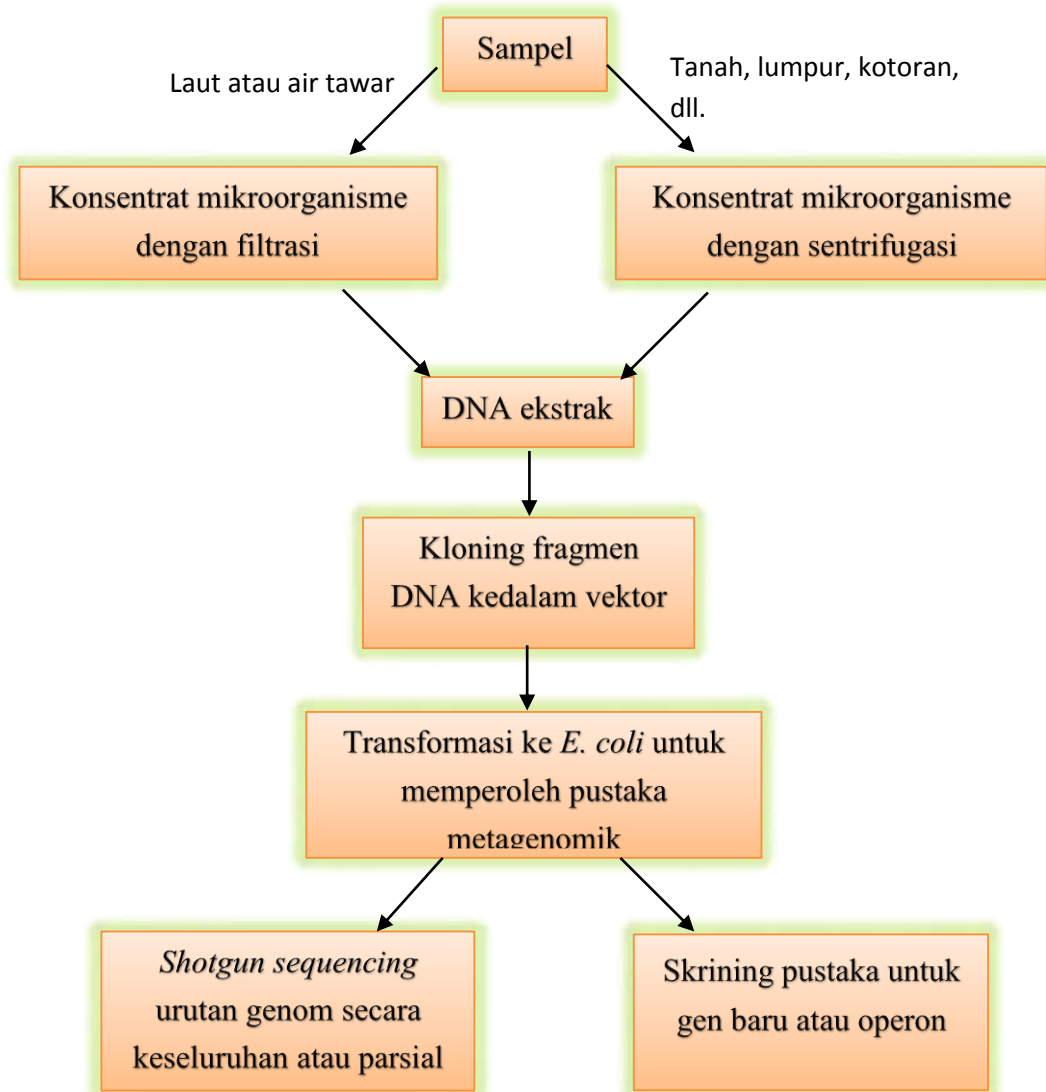 Sampel
Laut atau air tawar
Tanah, lumpur, kotoran,
dll.
Konsentrat mikroorganisme
dengan filtrasi
Konsentrat mikroorganisme
dengan sentrifugasi
DNA ekstrak
Kloning fragmen
DNA kedalam vektor
Transformasi ke E. coli untuk
memperoleh pustaka
metagenomik
Shotgun sequencing
urutan genom secara
keseluruhan atau parsial
Skrining pustaka untuk
gen baru atau operon